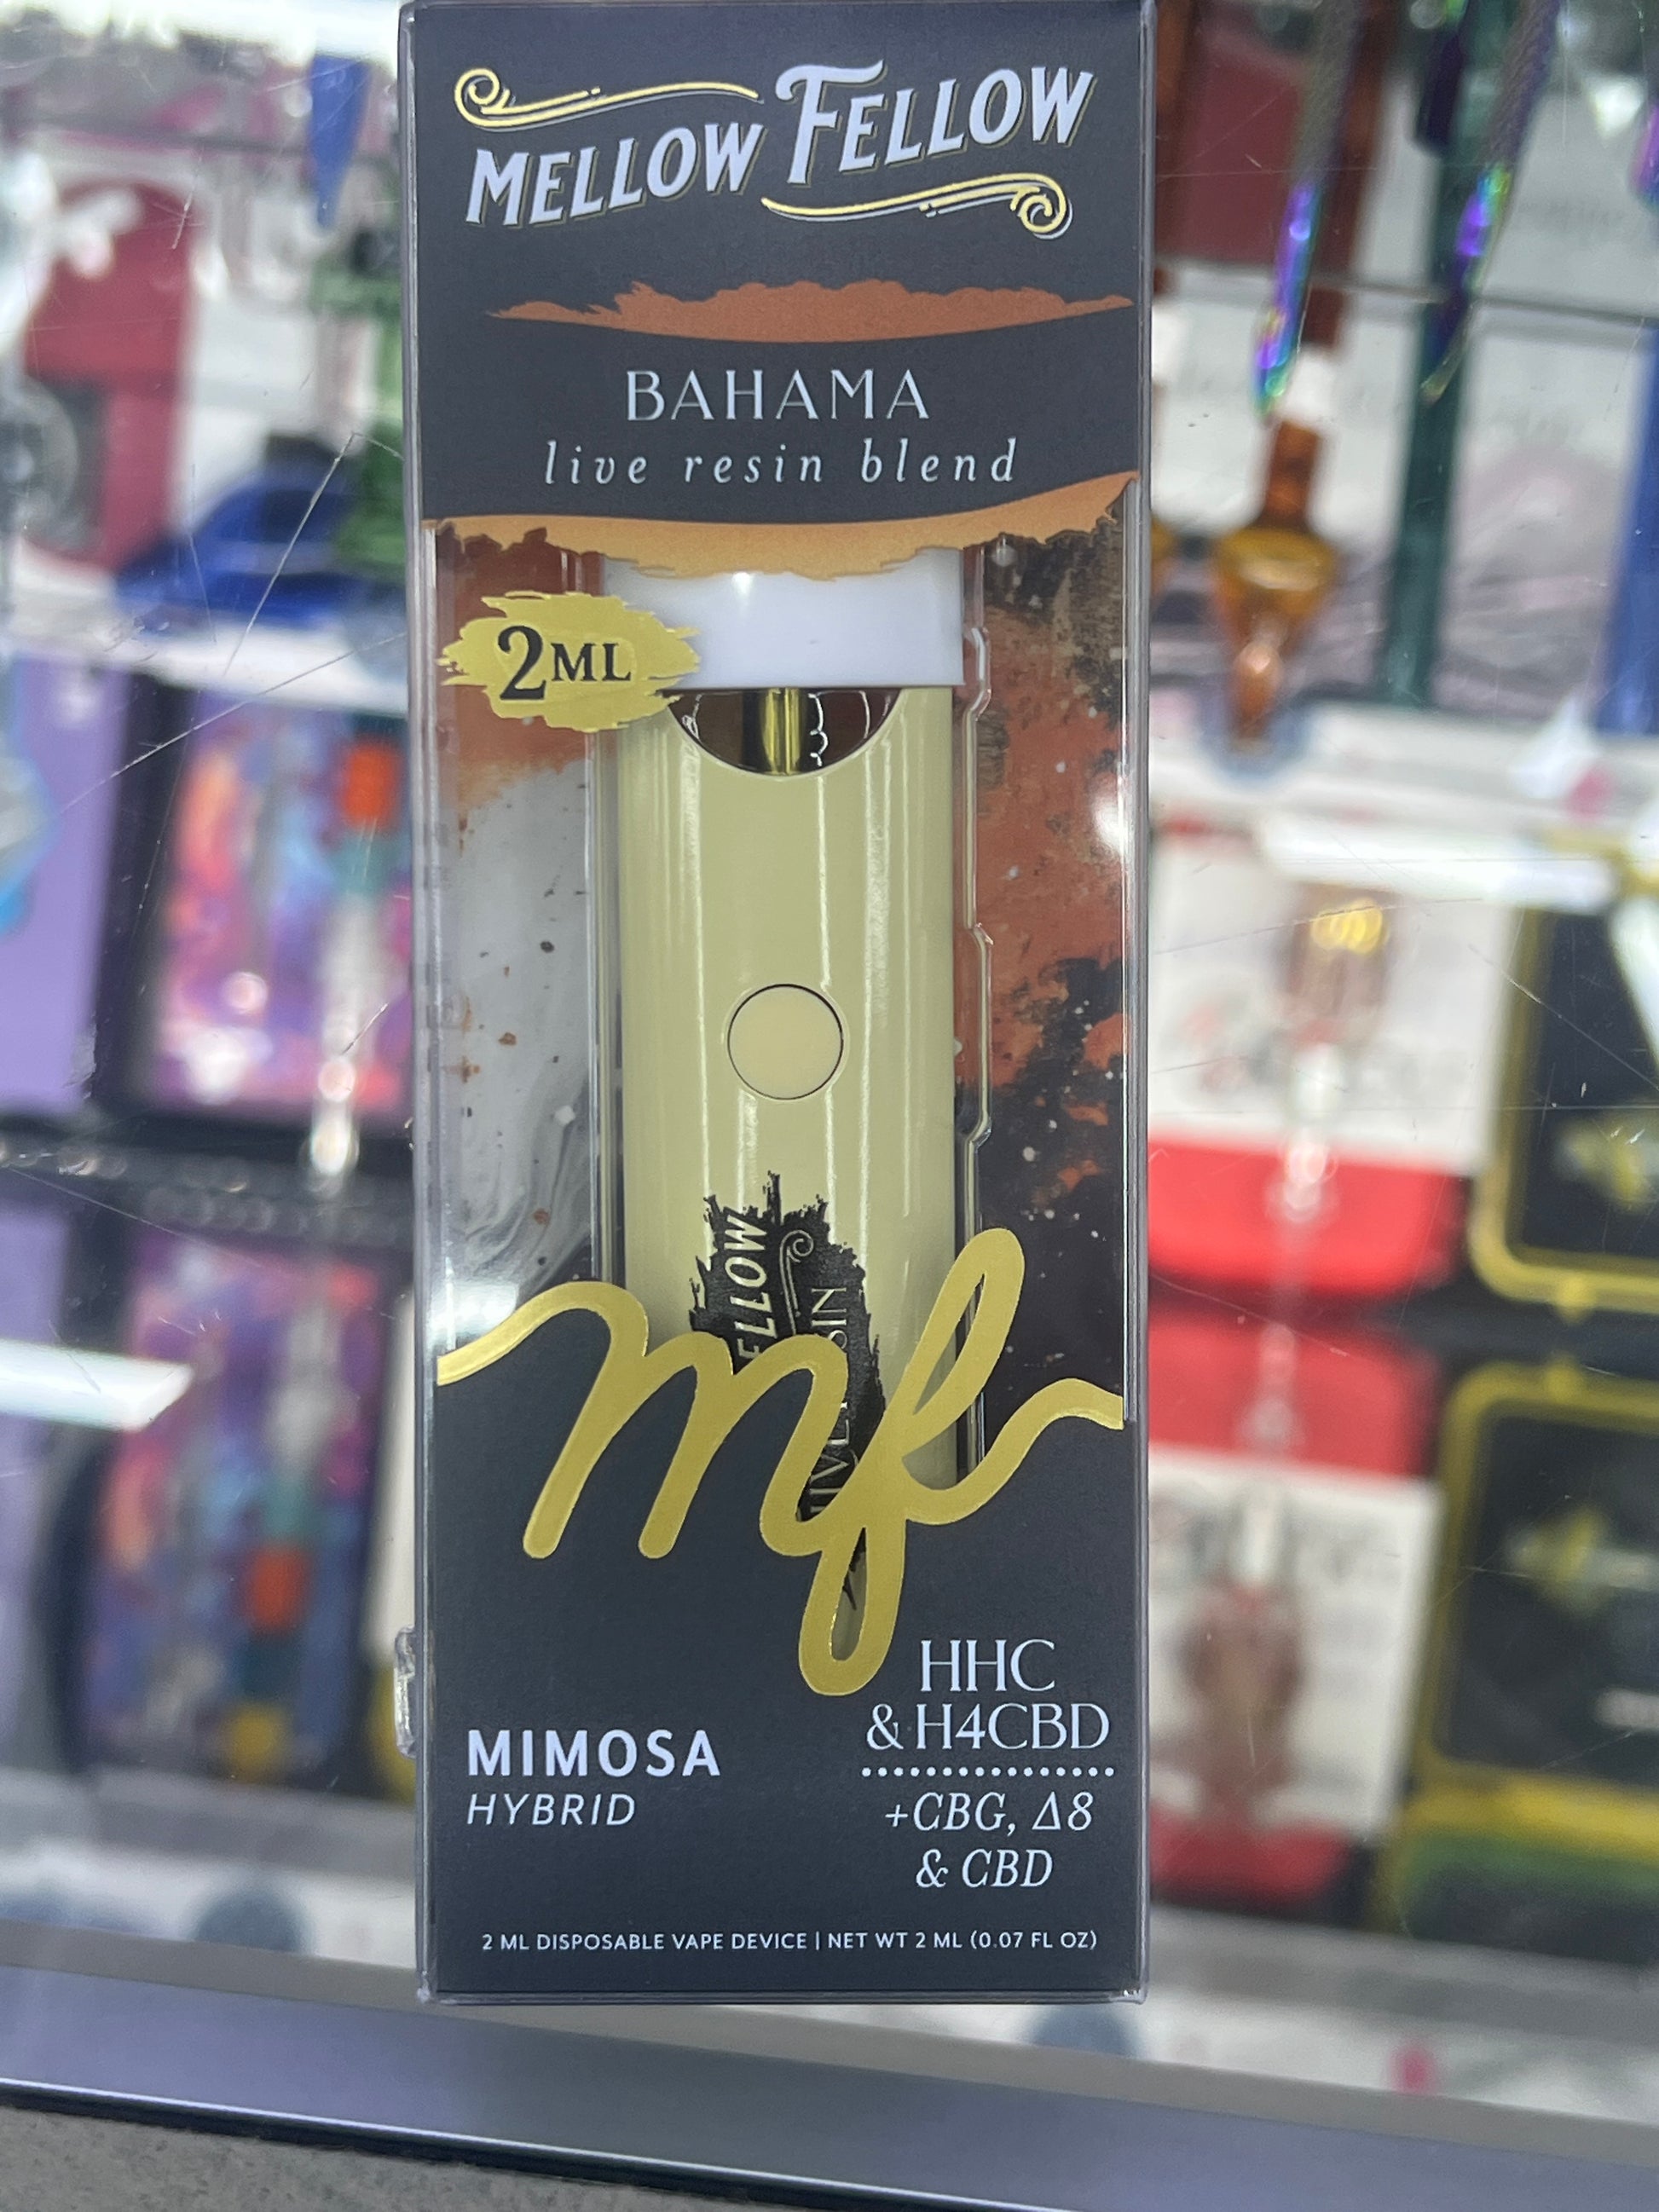 MELLOW FELLOW
BAHAMA
live resin blend
2ML
mf
HHC
& H4CBD
+CBG, Δ8
& CBD
MIMOSA
HYBRID
2 ML DISPOSABLE VAPE DEVICE | NET WT 2 ML (0.07 FL OZ)